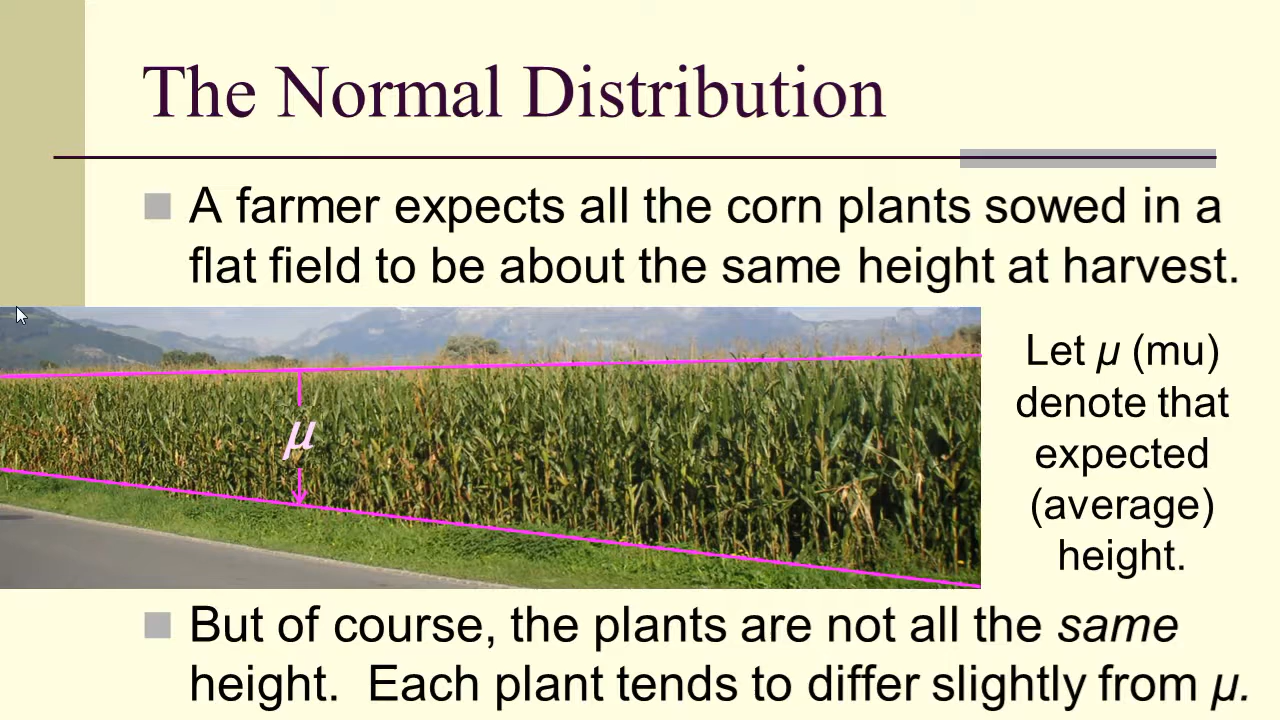 The Normal Distribution
A farmer expects all the corn plants sowed in a
flat field to be about the same height at harvest.
μ
Let μ (mu)
denote that
expected
(average)
height.
But of course, the plants are not all the same
height.  Each plant tends to differ slightly from μ.